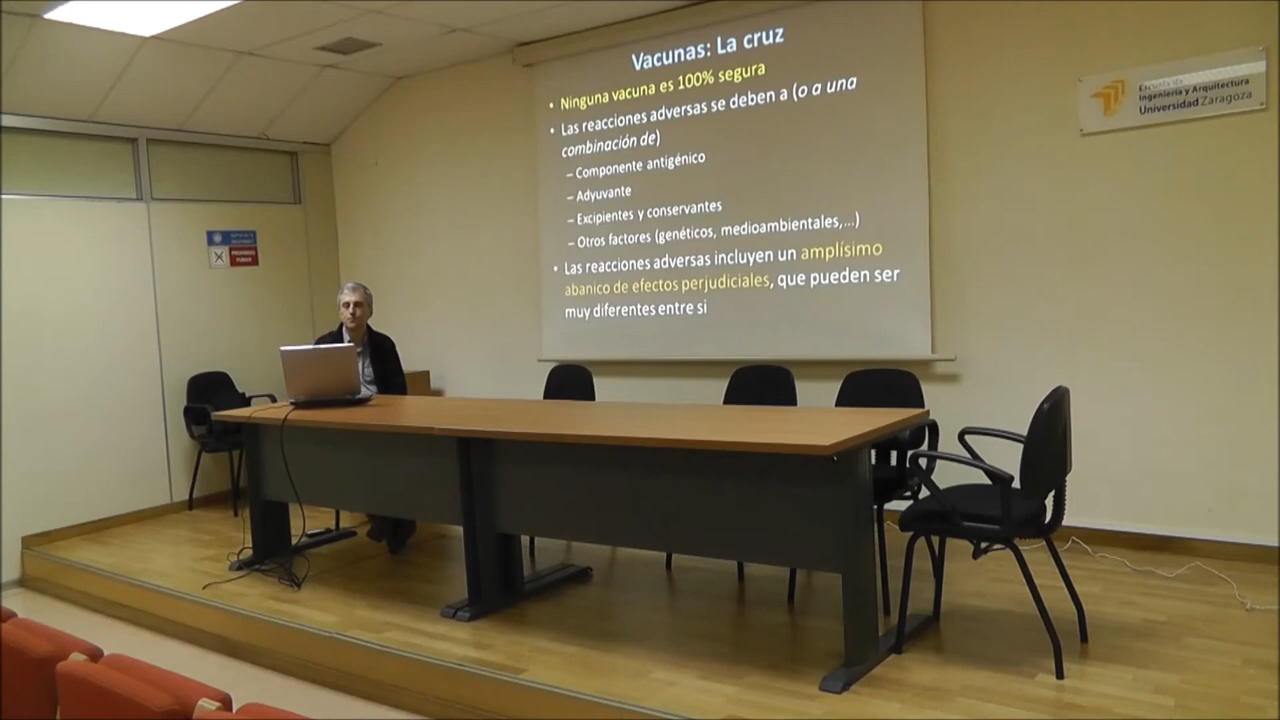 Vacunas: La cruz
• Ninguna vacuna es 100% segura
• Las reacciones adversas se deben a (o a una
combinación de)
– Componente antigénico
– Adyuvante
– Excipientes y conservantes
– Otros factores (genéticos, medioambientales,...)
• Las reacciones adversas incluyen un amplísimo
abanico de efectos perjudiciales, que pueden ser
muy diferentes entre si
Escuela de
Ingeniería y Arquitectura
Universidad Zaragoza
PROHIBIDO
FUMAR